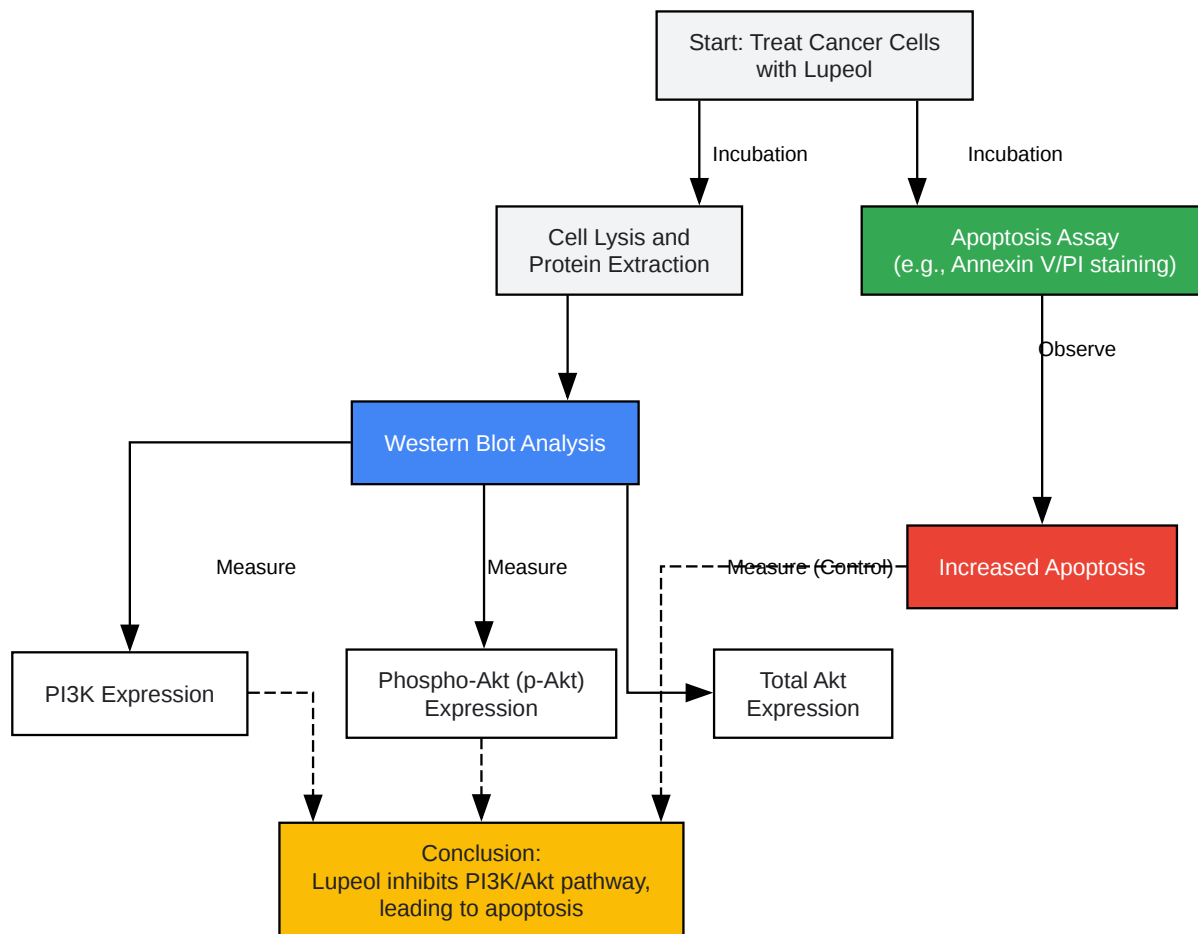 Start: Treat Cancer Cells
with Lupeol
Incubation
Incubation
Cell Lysis and
Protein Extraction
Apoptosis Assay
(e.g., Annexin V/PI staining)
Observe
Western Blot Analysis
Measure
Measure
Measure (Control)
Increased Apoptosis
PI3K Expression
Phospho-Akt (p-Akt)
Expression
Total Akt
Expression
Conclusion:
Lupeol inhibits PI3K/Akt pathway,
leading to apoptosis